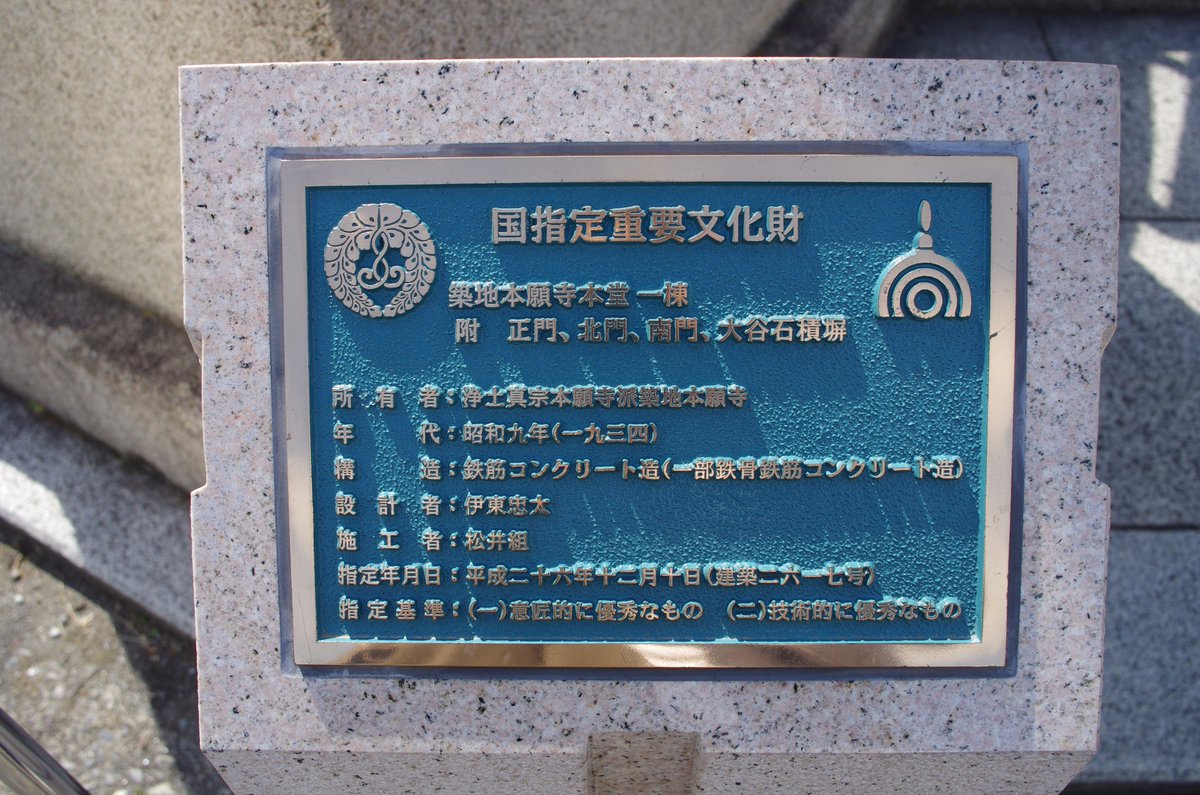 国指定重要文化財
築地本願寺本堂 一棟
附　正門、北門、南門、大谷石積塀
所有者：浄土真宗本願寺派築地本願寺
年代：昭和九年(一九三四)
構造：鉄筋コンクリート造(一部鉄骨鉄筋コンクリート造)
設計者：伊東忠太
施工者：松井組
指定年月日：平成二十六年十二月十日(建築二六一七号)
指定基準：(一)意匠的に優秀なもの　(二)技術的に優秀なもの